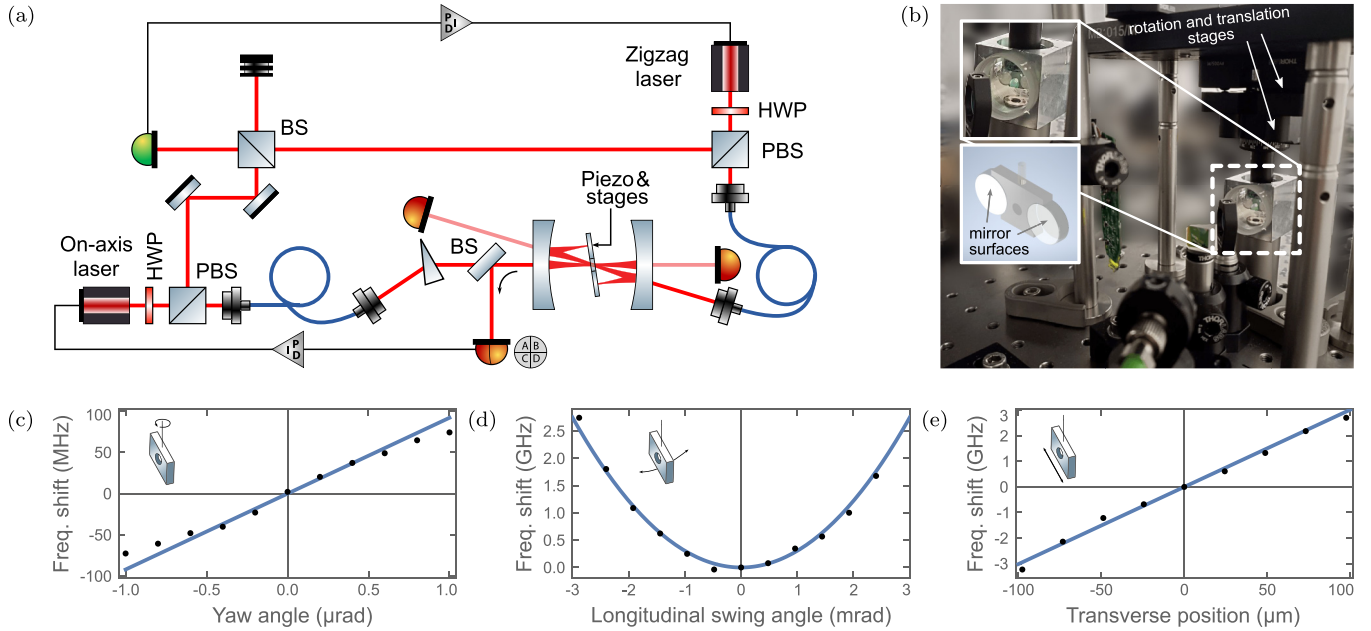 (a)
P
I
D
Zigzag
laser
HWP
PBS
BS
Piezo &
stages
BS
On-axis
laser
HWP
PBS
P
I
D
A B
C D
(b)
rotation and translation
stages
mirror
surfaces
(c)
Freq. shift (MHz)
100
50
0
-50
-100
-1.0
-0.5
0.0
0.5
1.0
Yaw angle (μrad)
(d)
Freq. shift (GHz)
2.5
2.0
1.5
1.0
0.5
0.0
-3
-2
-1
0
1
2
3
Longitudinal swing angle (mrad)
(e)
Freq. shift (GHz)
3
2
1
0
-1
-2
-3
-100
-50
0
50
100
Transverse position (μm)